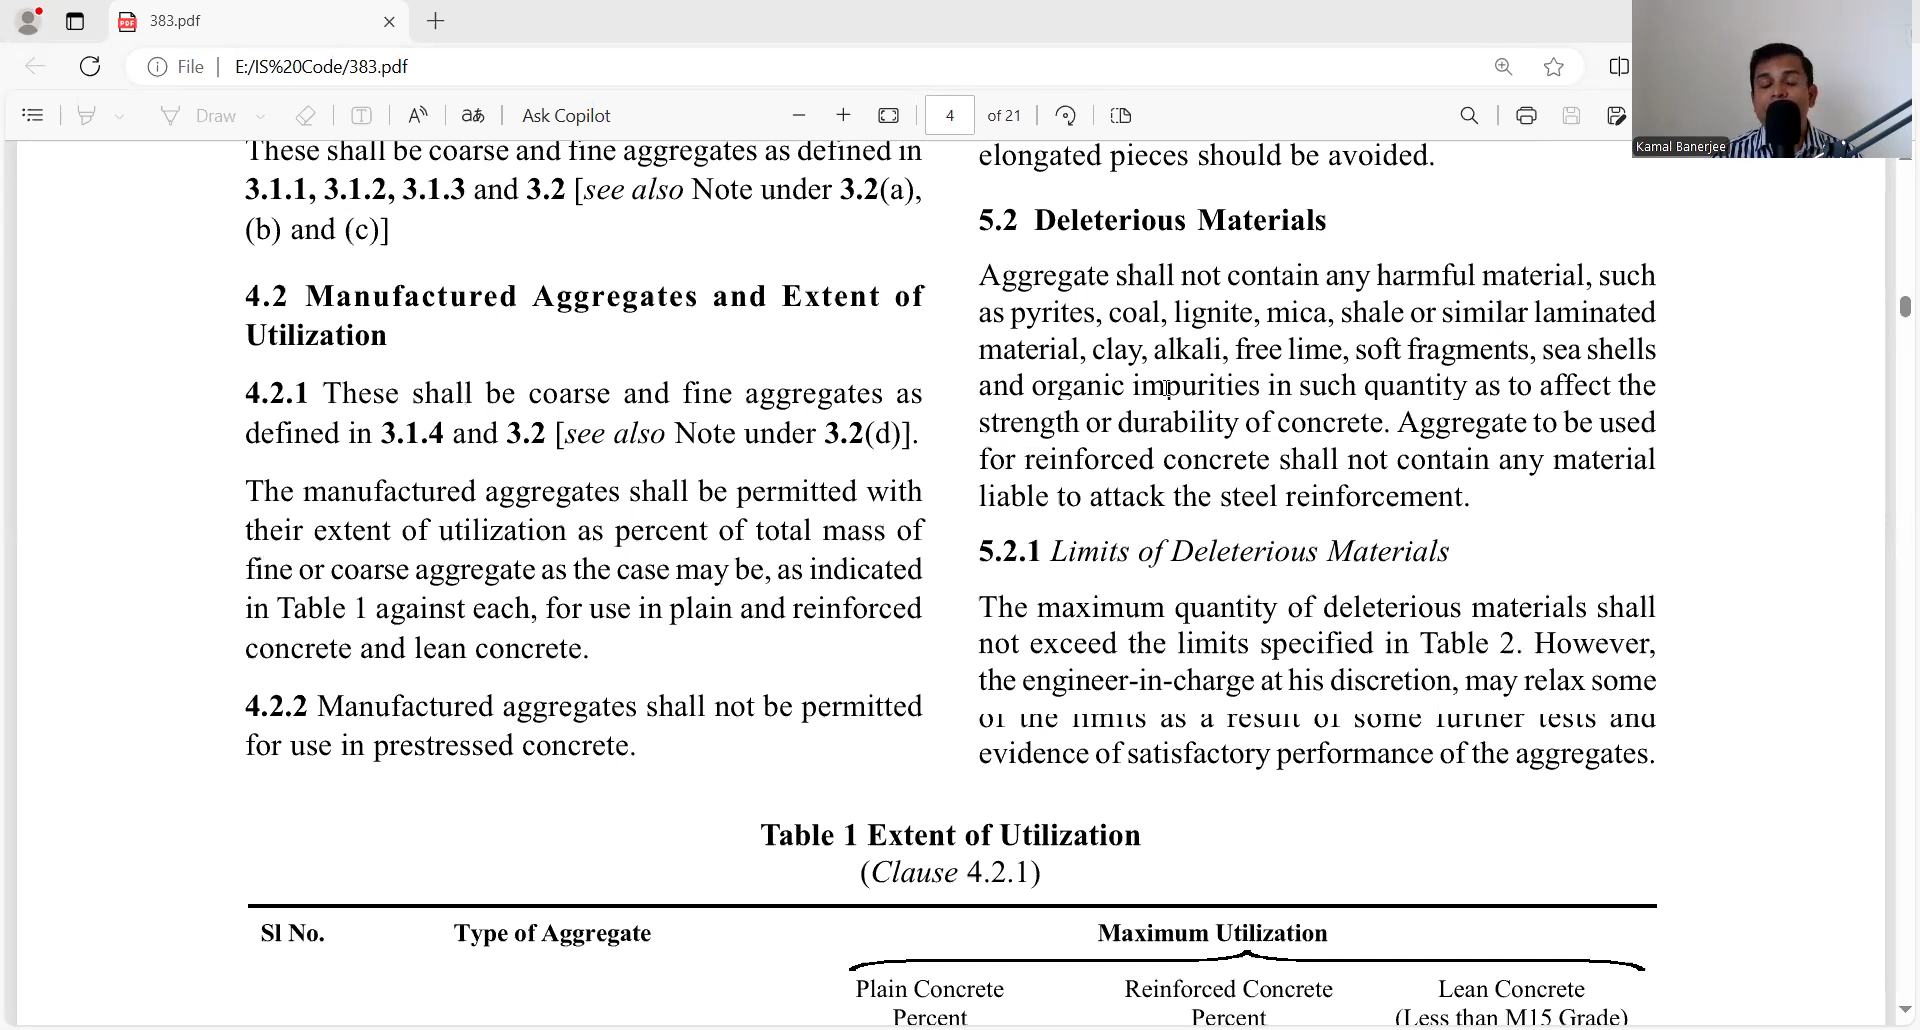 383.pdf
File
E:/IS%20Code/383.pdf
Draw
Ask Copilot
4
of 21
Kamal Banerjee
These shall be coarse and fine aggregates as defined in
3.1.1, 3.1.2, 3.1.3 and 3.2 [see also Note under 3.2(a),
(b) and (c)]
4.2 Manufactured Aggregates and Extent of
Utilization
4.2.1 These shall be coarse and fine aggregates as
defined in 3.1.4 and 3.2 [see also Note under 3.2(d)].
The manufactured aggregates shall be permitted with
their extent of utilization as percent of total mass of
fine or coarse aggregate as the case may be, as indicated
in Table 1 against each, for use in plain and reinforced
concrete and lean concrete.
4.2.2 Manufactured aggregates shall not be permitted
for use in prestressed concrete.
elongated pieces should be avoided.
5.2 Deleterious Materials
Aggregate shall not contain any harmful material, such
as pyrites, coal, lignite, mica, shale or similar laminated
material, clay, alkali, free lime, soft fragments, sea shells
and organic impurities in such quantity as to affect the
strength or durability of concrete. Aggregate to be used
for reinforced concrete shall not contain any material
liable to attack the steel reinforcement.
5.2.1 Limits of Deleterious Materials
The maximum quantity of deleterious materials shall
not exceed the limits specified in Table 2. However,
the engineer-in-charge at his discretion, may relax some
of the limits as a result of some further tests and
evidence of satisfactory performance of the aggregates.
Table 1 Extent of Utilization
(Clause 4.2.1)
Sl No.
Type of Aggregate
Maximum Utilization
Plain Concrete
Percent
Reinforced Concrete
Percent
Lean Concrete
(Less than M15 Grade)